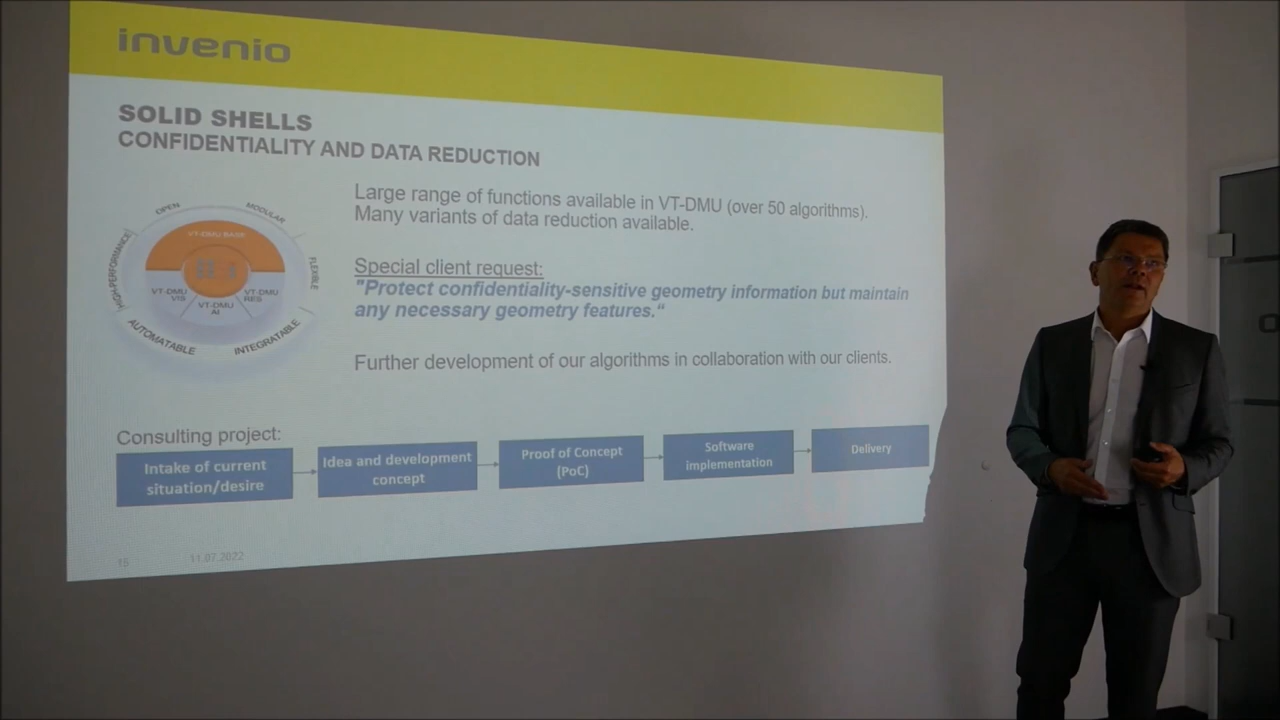 invenio
SOLID SHELLS
CONFIDENTIALITY AND DATA REDUCTION
Large range of functions available in VT-DMU (over 50 algorithms).
Many variants of data reduction available.
OPEN
MODULAR
HIGH-PERFORMANCE
FLEXIBLE
VT-DMU BASE
VT-DMU
VIS
VT-DMU
AI
VT-DMU
RES
AUTOMATABLE
INTEGRATABLE
Special client request:
"Protect confidentiality-sensitive geometry information but maintain
any necessary geometry features.“
Further development of our algorithms in collaboration with our clients.
Consulting project:
Intake of current
situation/desire
Idea and development
concept
Proof of Concept
(PoC)
Software
implementation
Delivery
15
11.07.2022